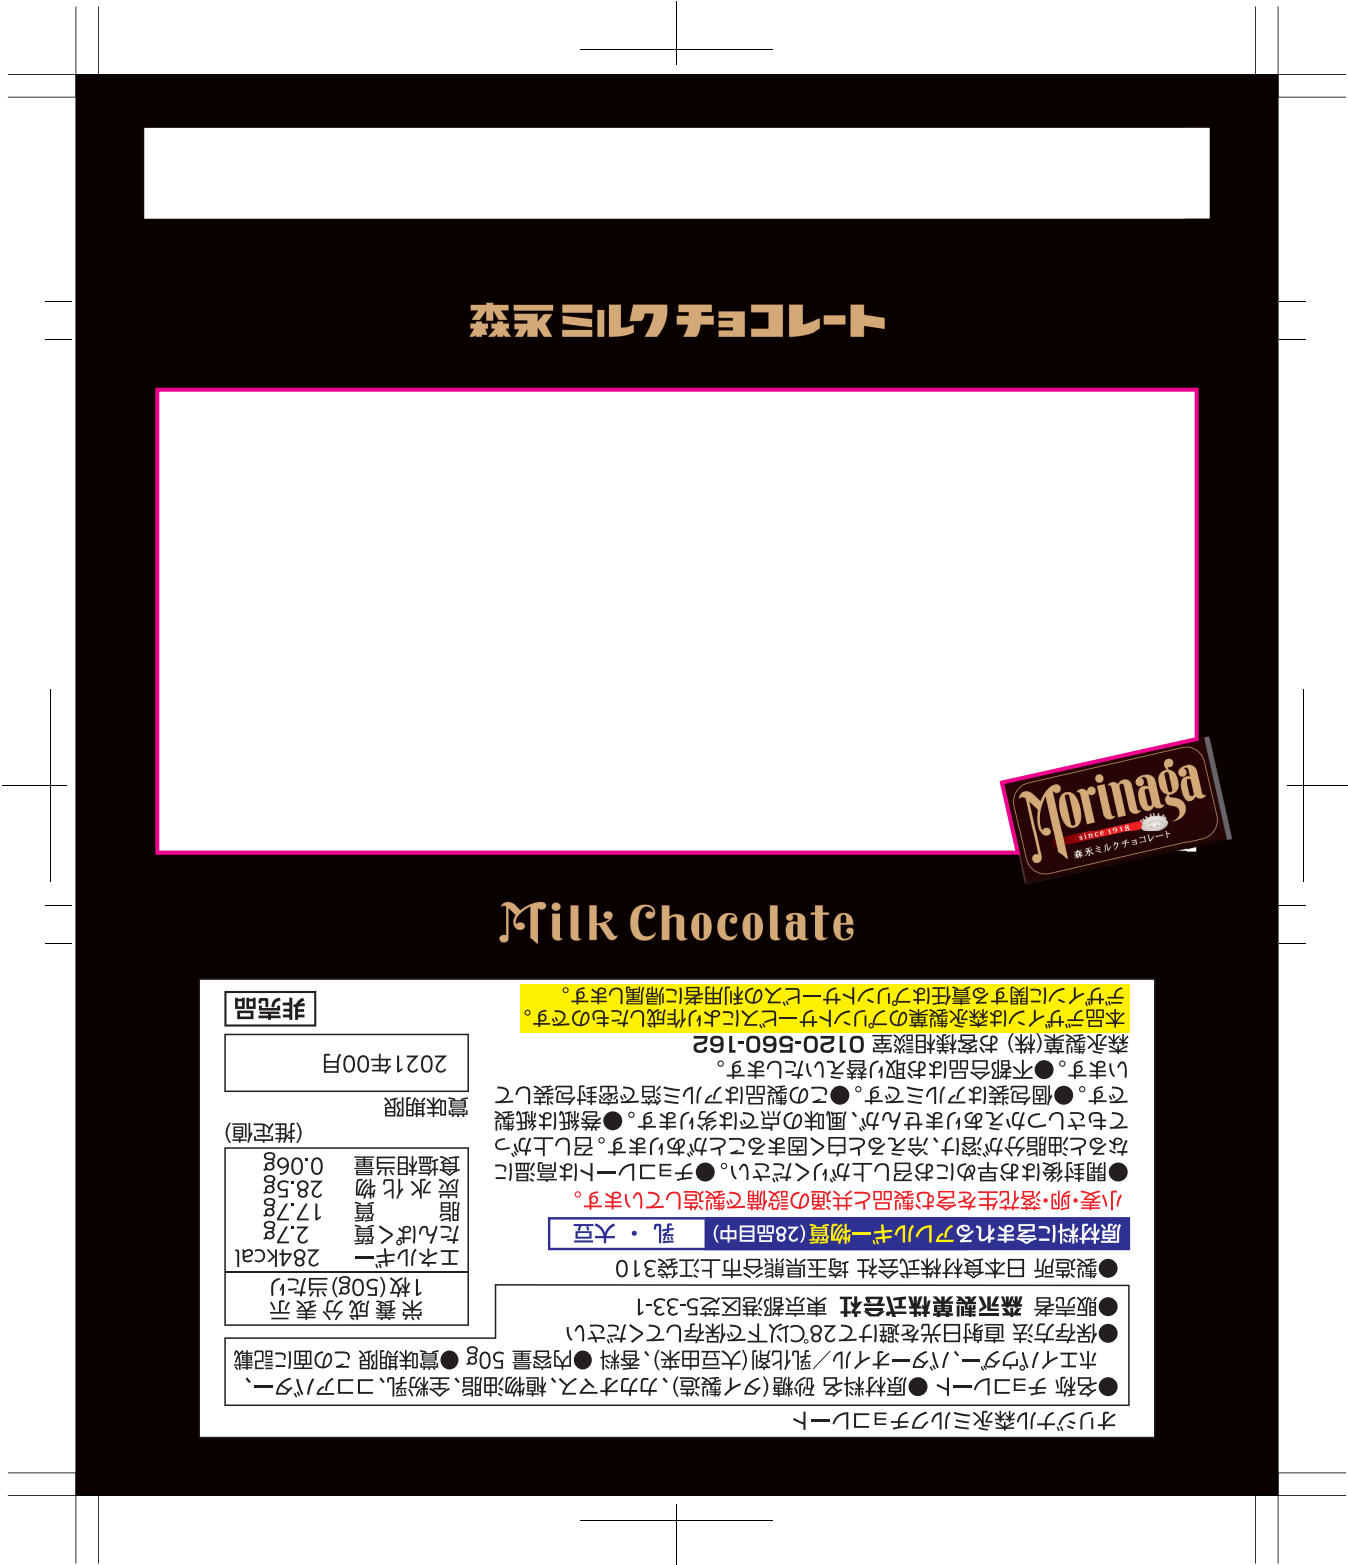 森永ミルクチョコレート
Morinaga
since 1918
森永ミルクチョコレート
Milk Chocolate
オリジナル森永ミルクチョコレート
●名称 チョコレート ●原材料名 砂糖(タイ製造)、カカオマス、植物油脂、全粉乳、ココアバター、
ホエイパウダー、バターオイル／乳化剤(大豆由来)、香料 ●内容量 50g ●賞味期限 この面に記載
●保存方法 直射日光を避けて28℃以下で保存してください
●販売者 森永製菓株式会社 東京都港区芝5-33-1
●製造所 日本食材株式会社 埼玉県熊谷市上江袋310
原材料に含まれるアレルギー物質(28品目中) 乳 ・ 大豆
小麦・卵・落花生を含む製品と共通の設備で製造しています。
●開封後はお早めにお召し上がりください。●チョコレートは高温に
なると油脂分が溶け、冷えると白く固まることがあります。召し上がっ
てもさしつかえありませんが、風味の点では劣ります。●巻紙は紙製
です。●個包装はアルミです。●この製品はアルミ箔で密封包装して
います。●不都合品はお取り替えいたします。
森永製菓(株) お客様相談室 0120-560-162
本品デザインは森永製菓のプリントサービスにより作成したものです。
デザインに関する責任はプリントサービスの利用者に帰属します。
栄養成分表示
1枚(50g)当たり
エネルギー 284kcal
たんぱく質 2.7g
脂 質 17.7g
炭水化物 28.5g
食塩相当量 0.06g
(推定値)
賞味期限
2021年00月
非売品